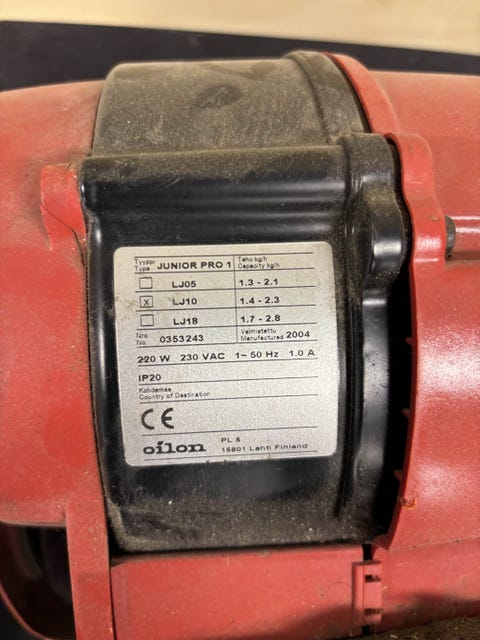 Tyyppi
Type JUNIOR PRO 1 Teho kg/h
Capacity kg/h
LJ05 1.3 - 2.1
x LJ10 1.4 - 2.3
LJ18 1.7 - 2.8
Nro
No. 0353243 Valmistettu
Manufactured 2004
220 W 230 VAC 1~ 50 Hz 1.0 A
IP20
Kohdemaa
Country of Destination
CE
oilon PL 5
15801 Lahti Finland